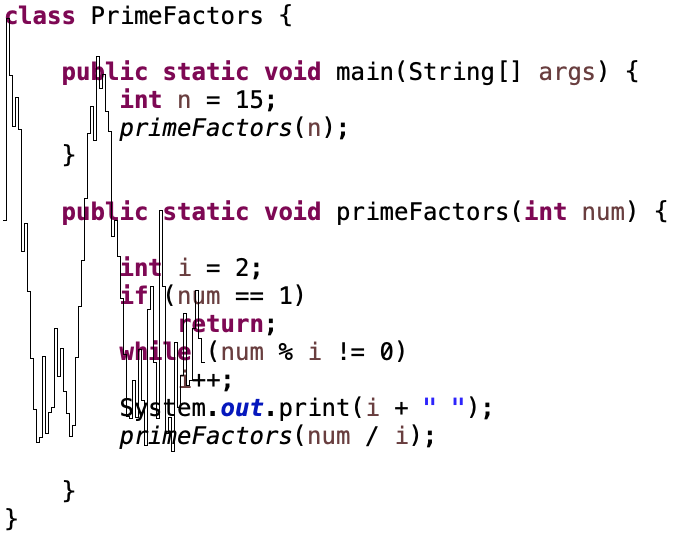 class PrimeFactors {
public static void main(String[] args) {
int n = 15;
primeFactors(n);
}
public static void primeFactors(int num) {
int i = 2;
if (num == 1)
return;
while (num % i != 0)
i++;
System.out.print(i + " ");
primeFactors(num / i);
}
}